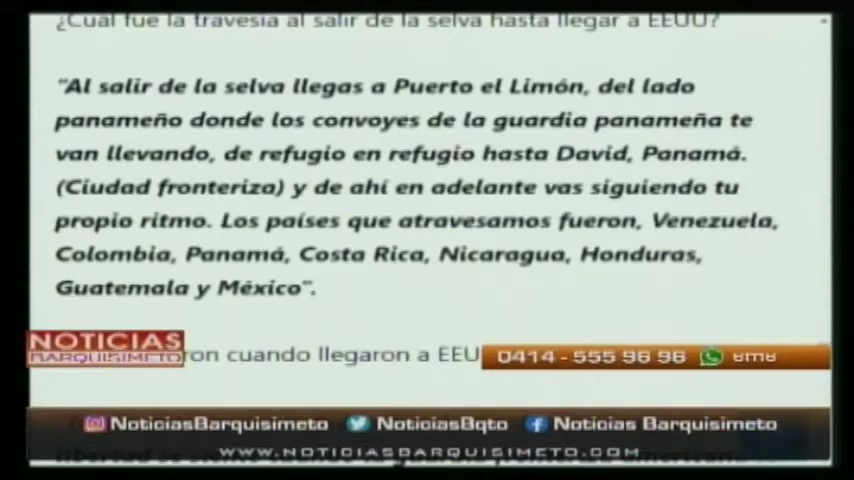 ¿Cuál fue la travesía al salir de la selva hasta llegar a EEUU?
"Al salir de la selva llegas a Puerto el Limón, del lado
panameño donde los convoyes de la guardia panameña te
van llevando, de refugio en refugio hasta David, Panamá.
(Ciudad fronteriza) y de ahí en adelante vas siguiendo tu
propio ritmo. Los países que atravesamos fueron, Venezuela,
Colombia, Panamá, Costa Rica, Nicaragua, Honduras,
Guatemala y México".
NOTICIAS
BARQUISIMETO
ron cuando llegaron a EEU
0414 - 555 96 96
NoticiasBarquisimeto NoticiasBqto Noticias Barquisimeto
WWW.NOTICIASBARQUISIMETO.COM